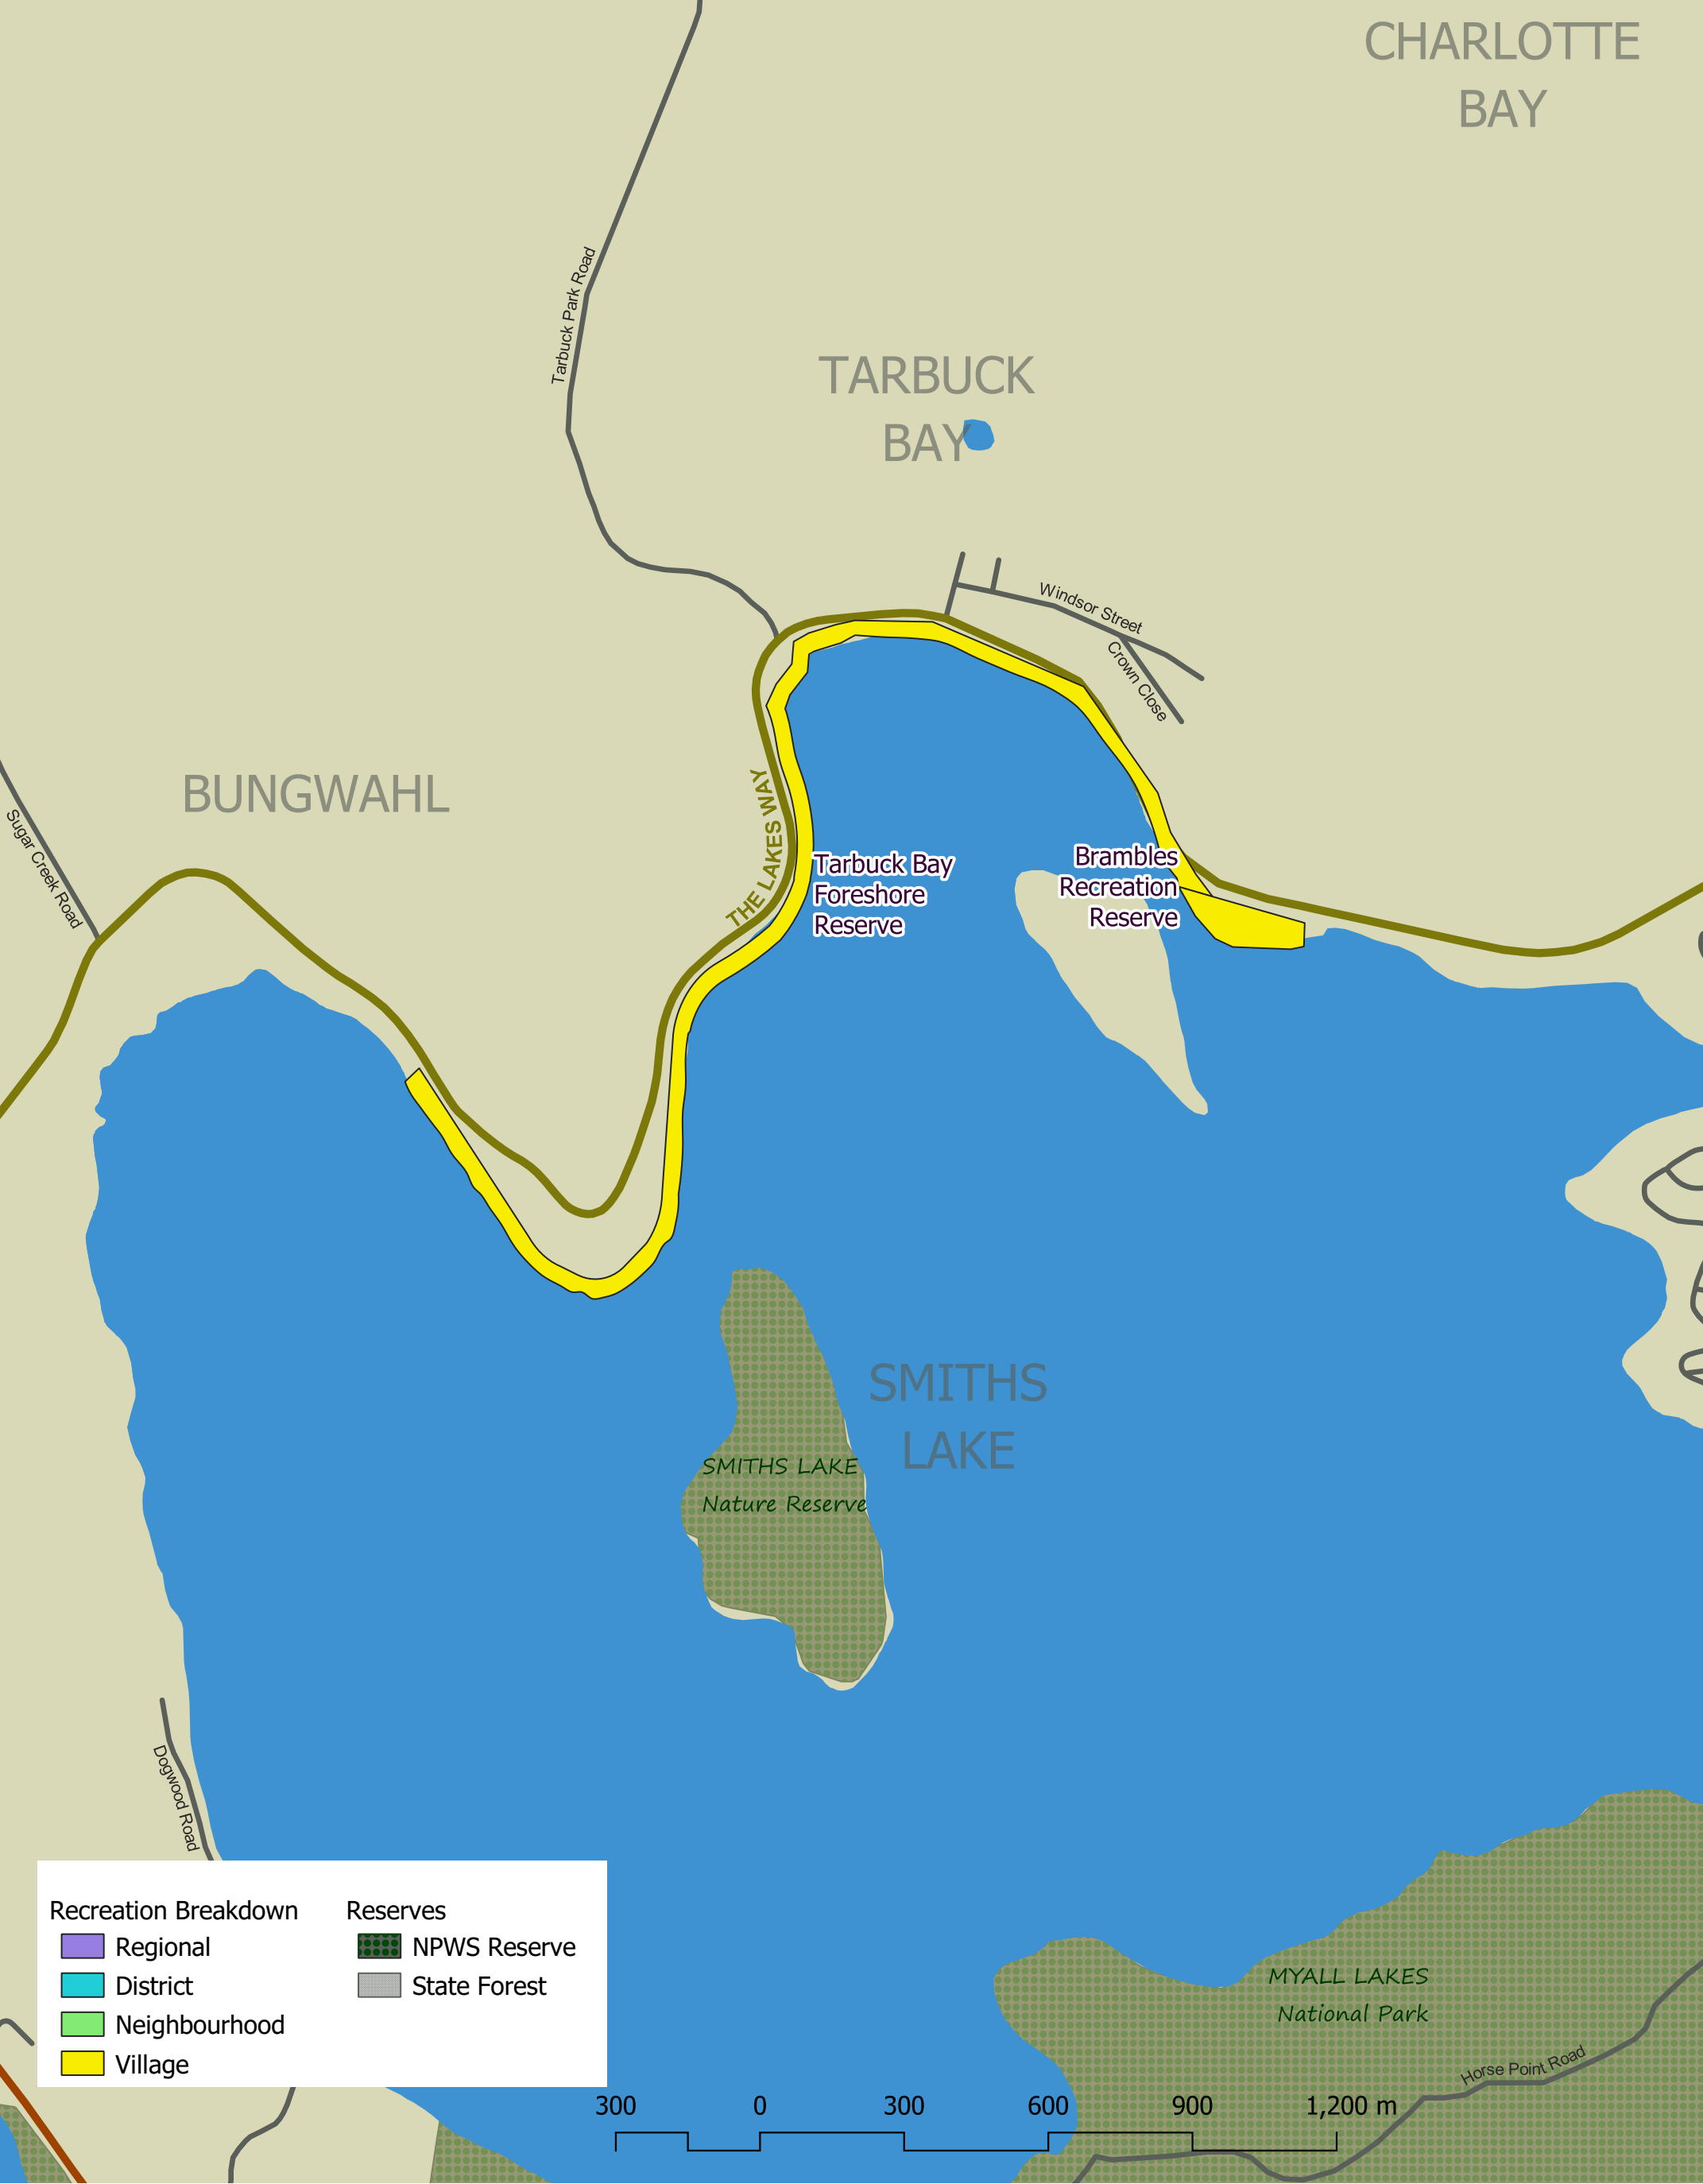 CHARLOTTE
BAY
Tarbuck Park Road
TARBUCK
BAY
Windsor Street
Crown Close
BUNGWAHL
Sugar Creek Road
THE LAKES WAY
Tarbuck Bay
Foreshore
Reserve
Brambles
Recreation
Reserve
SMITHS
LAKE
SMITHS LAKE
Nature Reserve
Dogwood Road
Recreation Breakdown
Regional
District
Neighbourhood
Village
Reserves
NPWS Reserve
State Forest
MYALL LAKES
National Park
Horse Point Road
300 0 300 600 900 1,200 m